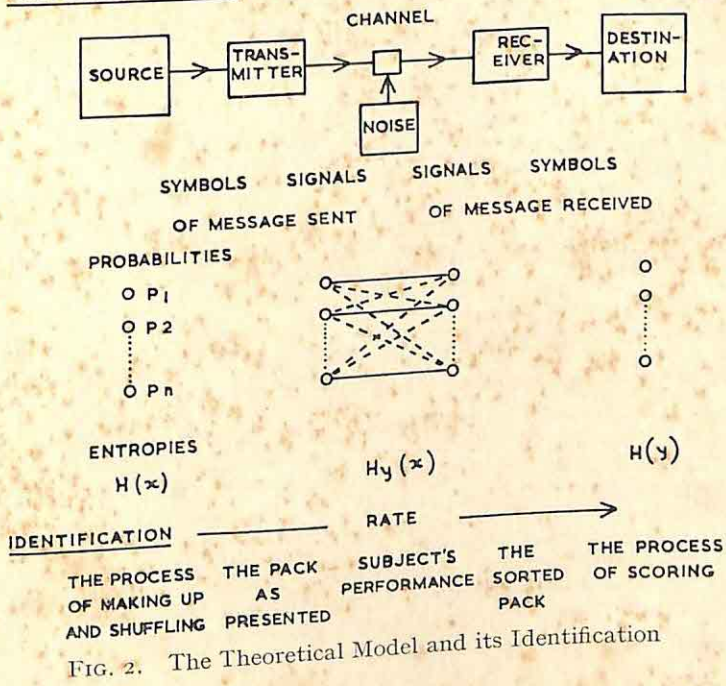 CHANNEL
SOURCE
TRANS-
MITTER
REC-
EIVER
DESTIN-
ATION
NOISE
SYMBOLS SIGNALS SIGNALS SYMBOLS
OF MESSAGE SENT OF MESSAGE RECEIVED
PROBABILITIES
P1
P2
Pn
ENTROPIES
H(x) Hy(x) H(y)
IDENTIFICATION RATE
THE PROCESS
OF MAKING UP
AND SHUFFLING
THE PACK
AS
PRESENTED
SUBJECT'S
PERFORMANCE
THE
SORTED
PACK
THE PROCESS
OF SCORING
FIG. 2. The Theoretical Model and its Identification